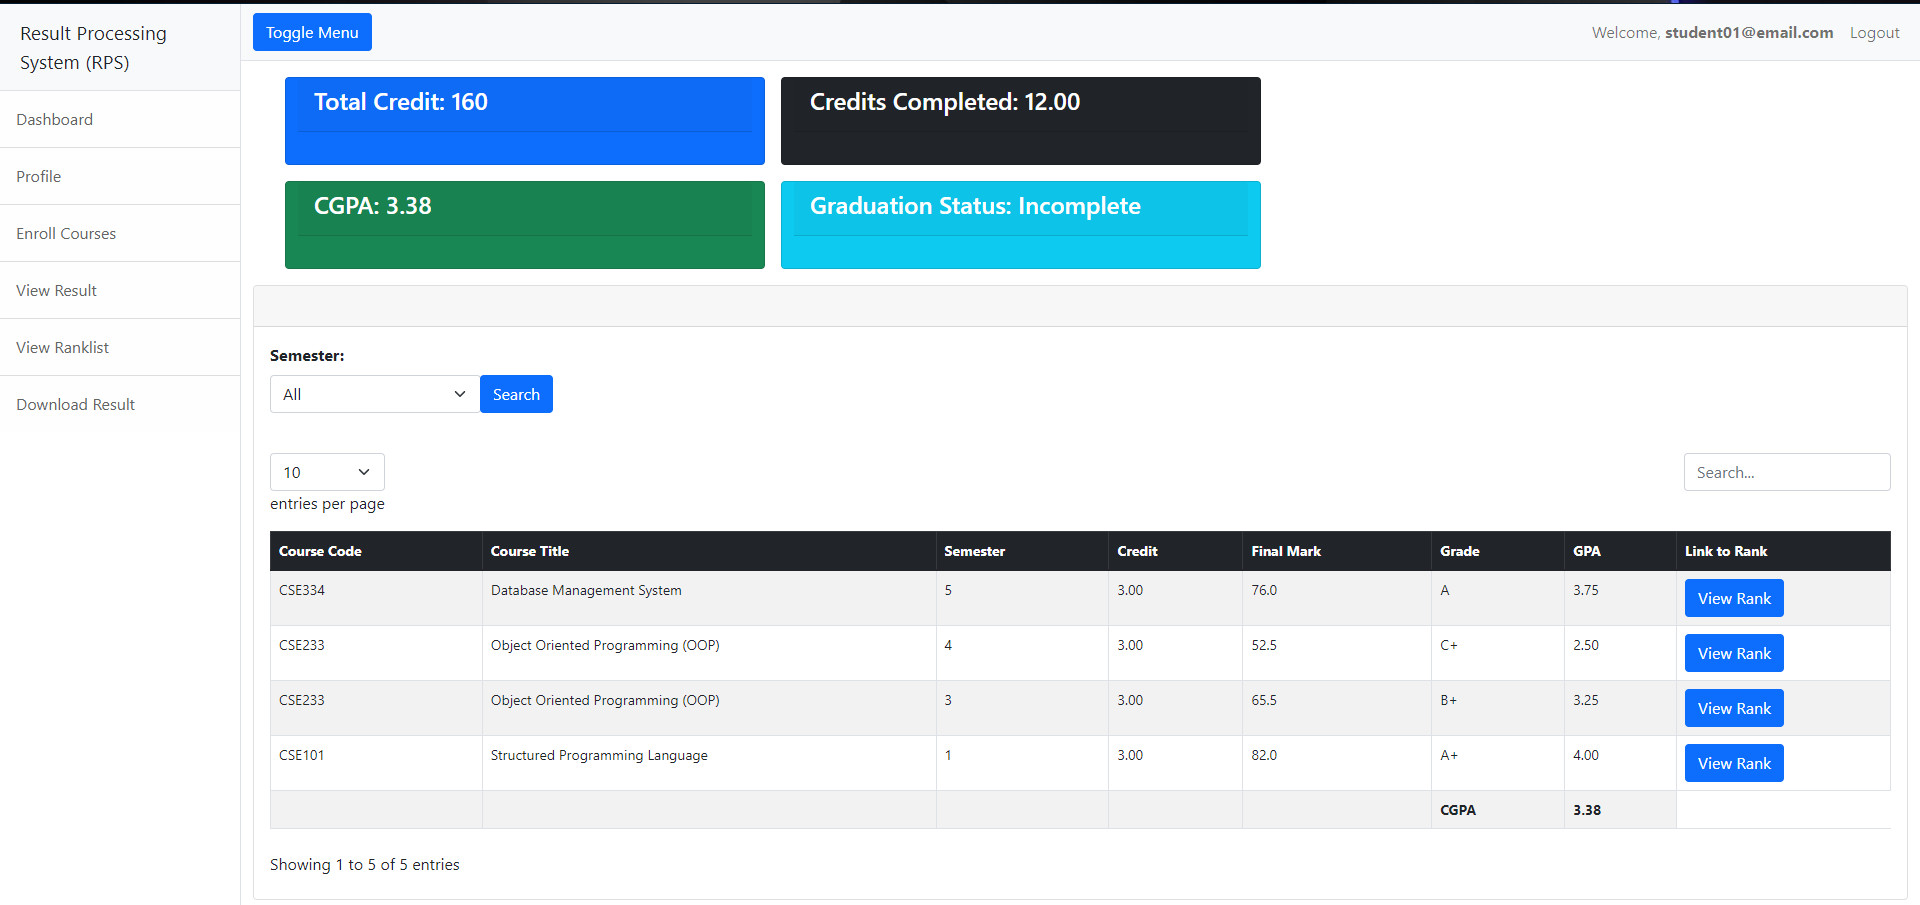 Result Processing
System (RPS)
Toggle Menu
Welcome, student01@email.com Logout
Dashboard
Profile
Enroll Courses
View Result
View Ranklist
Download Result
Total Credit: 160
Credits Completed: 12.00
CGPA: 3.38
Graduation Status: Incomplete
Semester:
All
Search
10
entries per page
Search...
Course Code Course Title Semester Credit Final Mark Grade GPA Link to Rank
CSE334 Database Management System 5 3.00 76.0 A 3.75 View Rank
CSE233 Object Oriented Programming (OOP) 4 3.00 52.5 C+ 2.50 View Rank
CSE233 Object Oriented Programming (OOP) 3 3.00 65.5 B+ 3.25 View Rank
CSE101 Structured Programming Language 1 3.00 82.0 A+ 4.00 View Rank
CGPA 3.38
Showing 1 to 5 of 5 entries